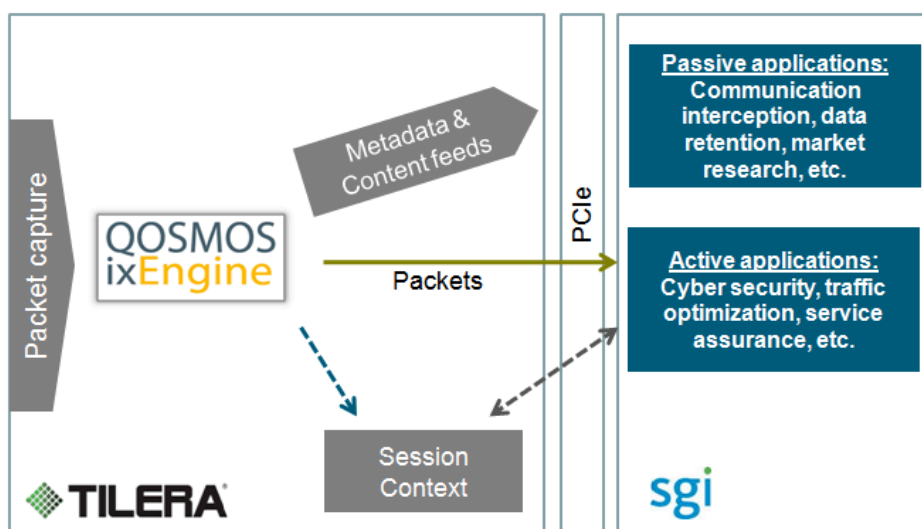 Packet capture
QOSMOS
ixEngine
Metadata &
Content feeds
Packets
Session
Context
TILERA
PCIe
Passive applications:
Communication
interception, data
retention, market
research, etc.
Active applications:
Cyber security, traffic
optimization, service
assurance, etc.
sgi